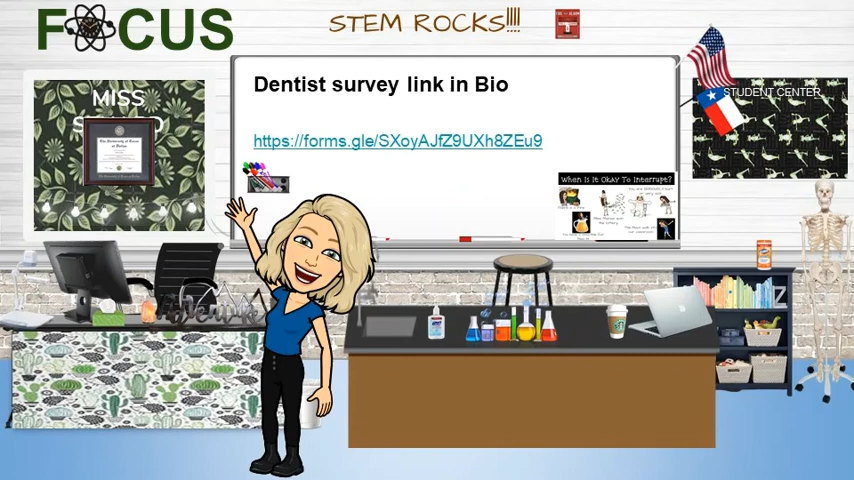 FOCUS
STEM ROCKS!!!!
Dentist survey link in Bio
https://forms.gle/SXoyAJfZ9UXh8ZEu9
MISS
STUDENT CENTER
When Is It Okay To Interrupt?